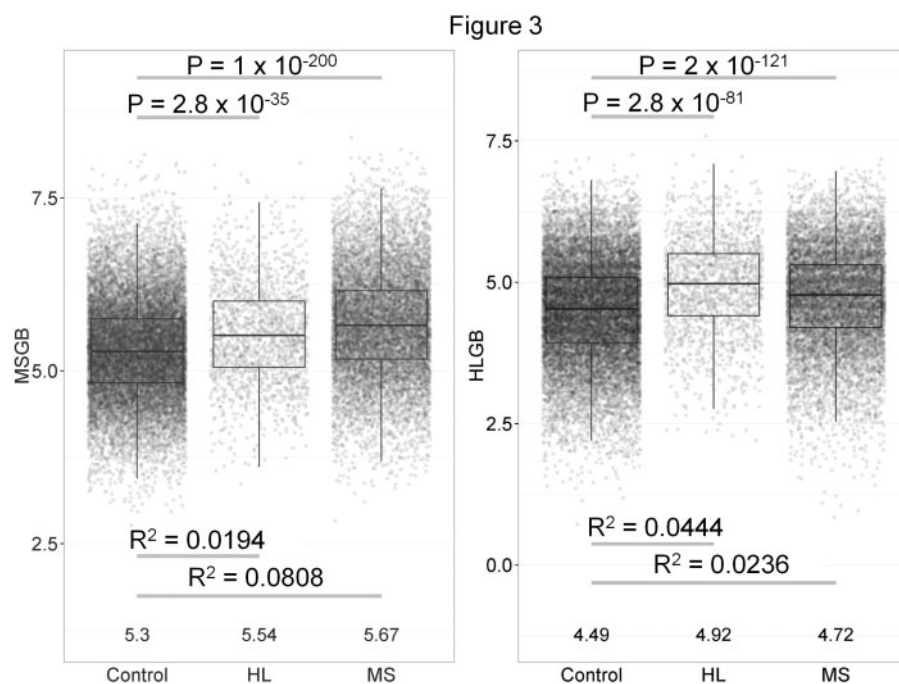 Figure 3
P = 1 x 10⁻²⁰⁰
P = 2.8 x 10⁻³⁵
7.5
MSGB
5.0
2.5
R² = 0.0194
R² = 0.0808
5.3 5.54 5.67
Control HL MS
P = 2 x 10⁻¹²¹
P = 2.8 x 10⁻⁸¹
7.5
5.0
HLGB
2.5
R² = 0.0444
0.0
R² = 0.0236
4.49 4.92 4.72
Control HL MS